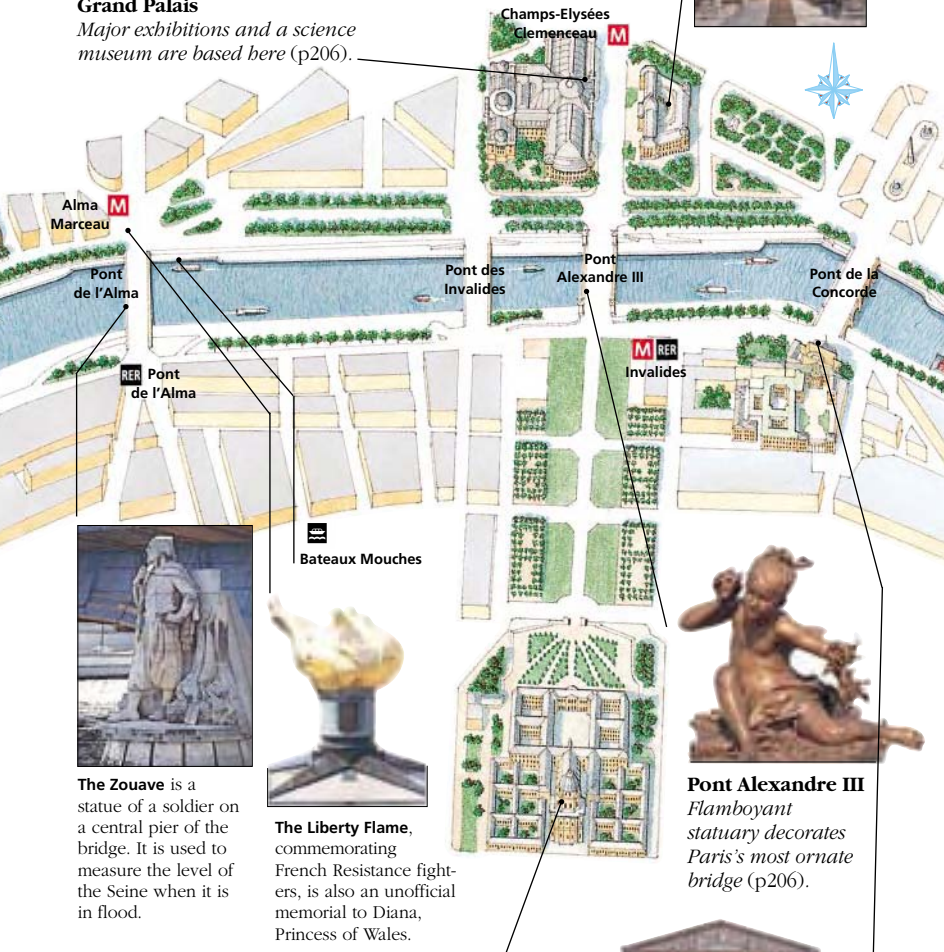 Grand Palais
Major exhibitions and a science
museum are based here (p206).
Champs-Elysées
Clemenceau M
Alma M
Marceau
Pont
de l'Alma
Pont des
Invalides
Pont
Alexandre III
Pont de la
Concorde
RER Pont
de l'Alma
M RER
Invalides
Bateaux Mouches
The Zouave is a
statue of a soldier on
a central pier of the
bridge. It is used to
measure the level of
the Seine when it is
in flood.
The Liberty Flame,
commemorating
French Resistance fight-
ers, is also an unofficial
memorial to Diana,
Princess of Wales.
Pont Alexandre III
Flamboyant
statuary decorates
Paris's most ornate
bridge (p206).